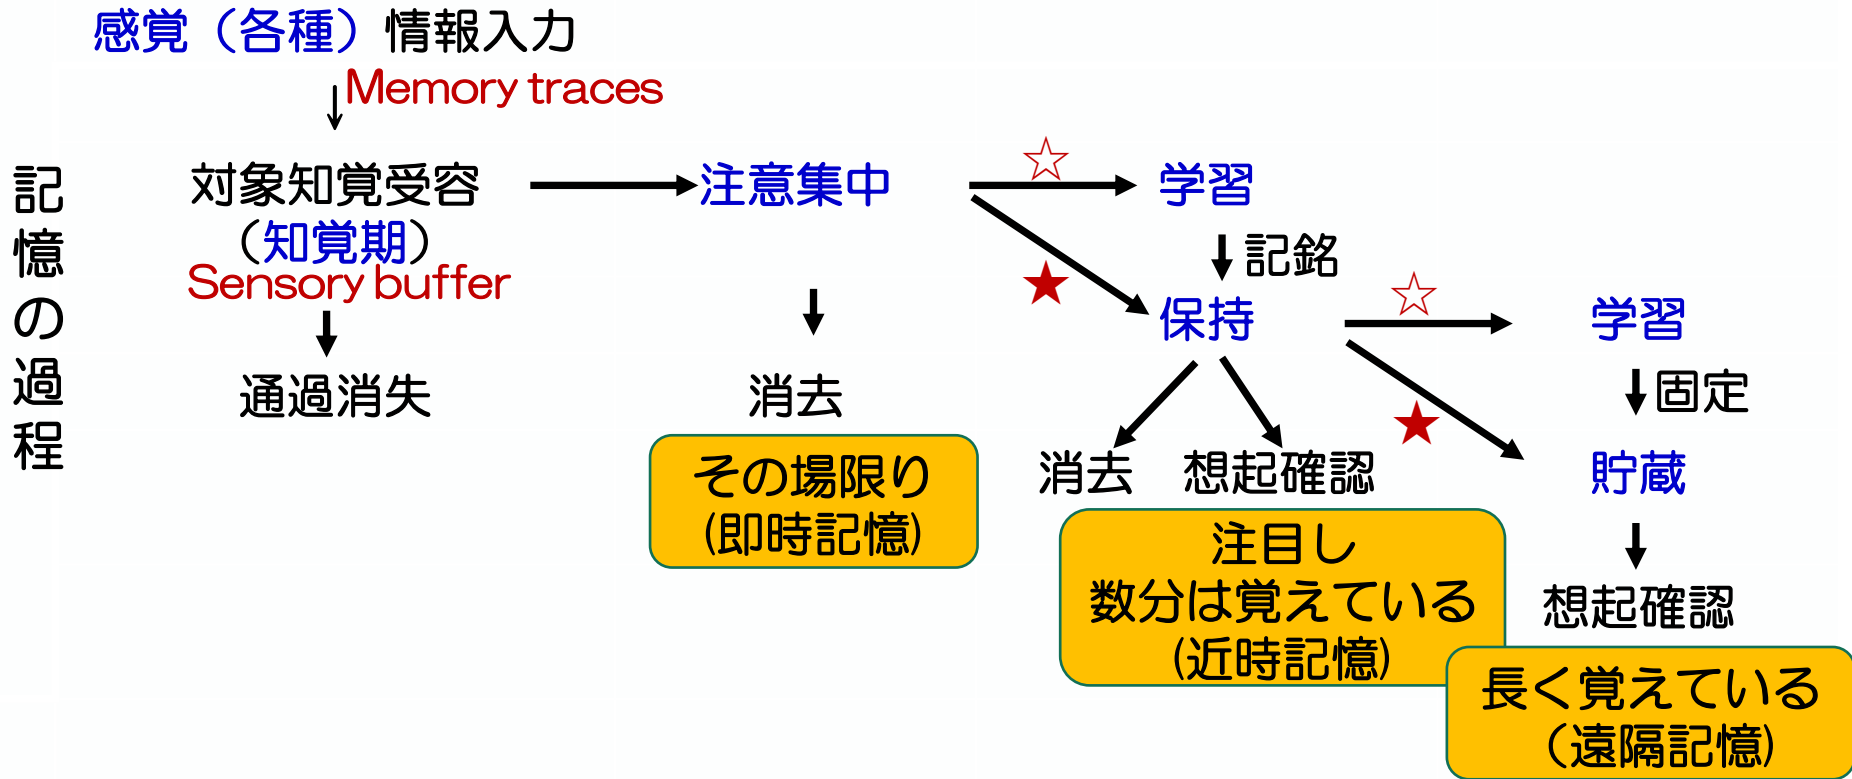 感覚（各種）情報入力
↓Memory traces
記憶の過程
対象知覚受容
（知覚期）
Sensory buffer
通過消失
注意集中
消去
その場限り
(即時記憶)
☆
★
学習
記銘
保持
消去
想起確認
注目し
数分は覚えている
(近時記憶)
☆
★
学習
固定
貯蔵
想起確認
長く覚えている
（遠隔記憶)